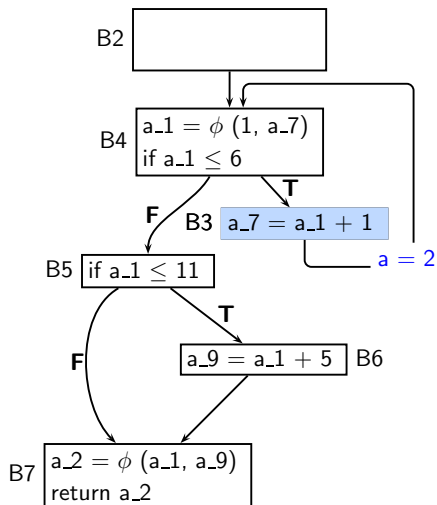 B2
B4
a_1 = ϕ (1, a_7)
if a_1 ≤ 6
F
T
B3
a_7 = a_1 + 1
a = 2
B5
if a_1 ≤ 11
T
F
a_9 = a_1 + 5
B6
B7
a_2 = ϕ (a_1, a_9)
return a_2